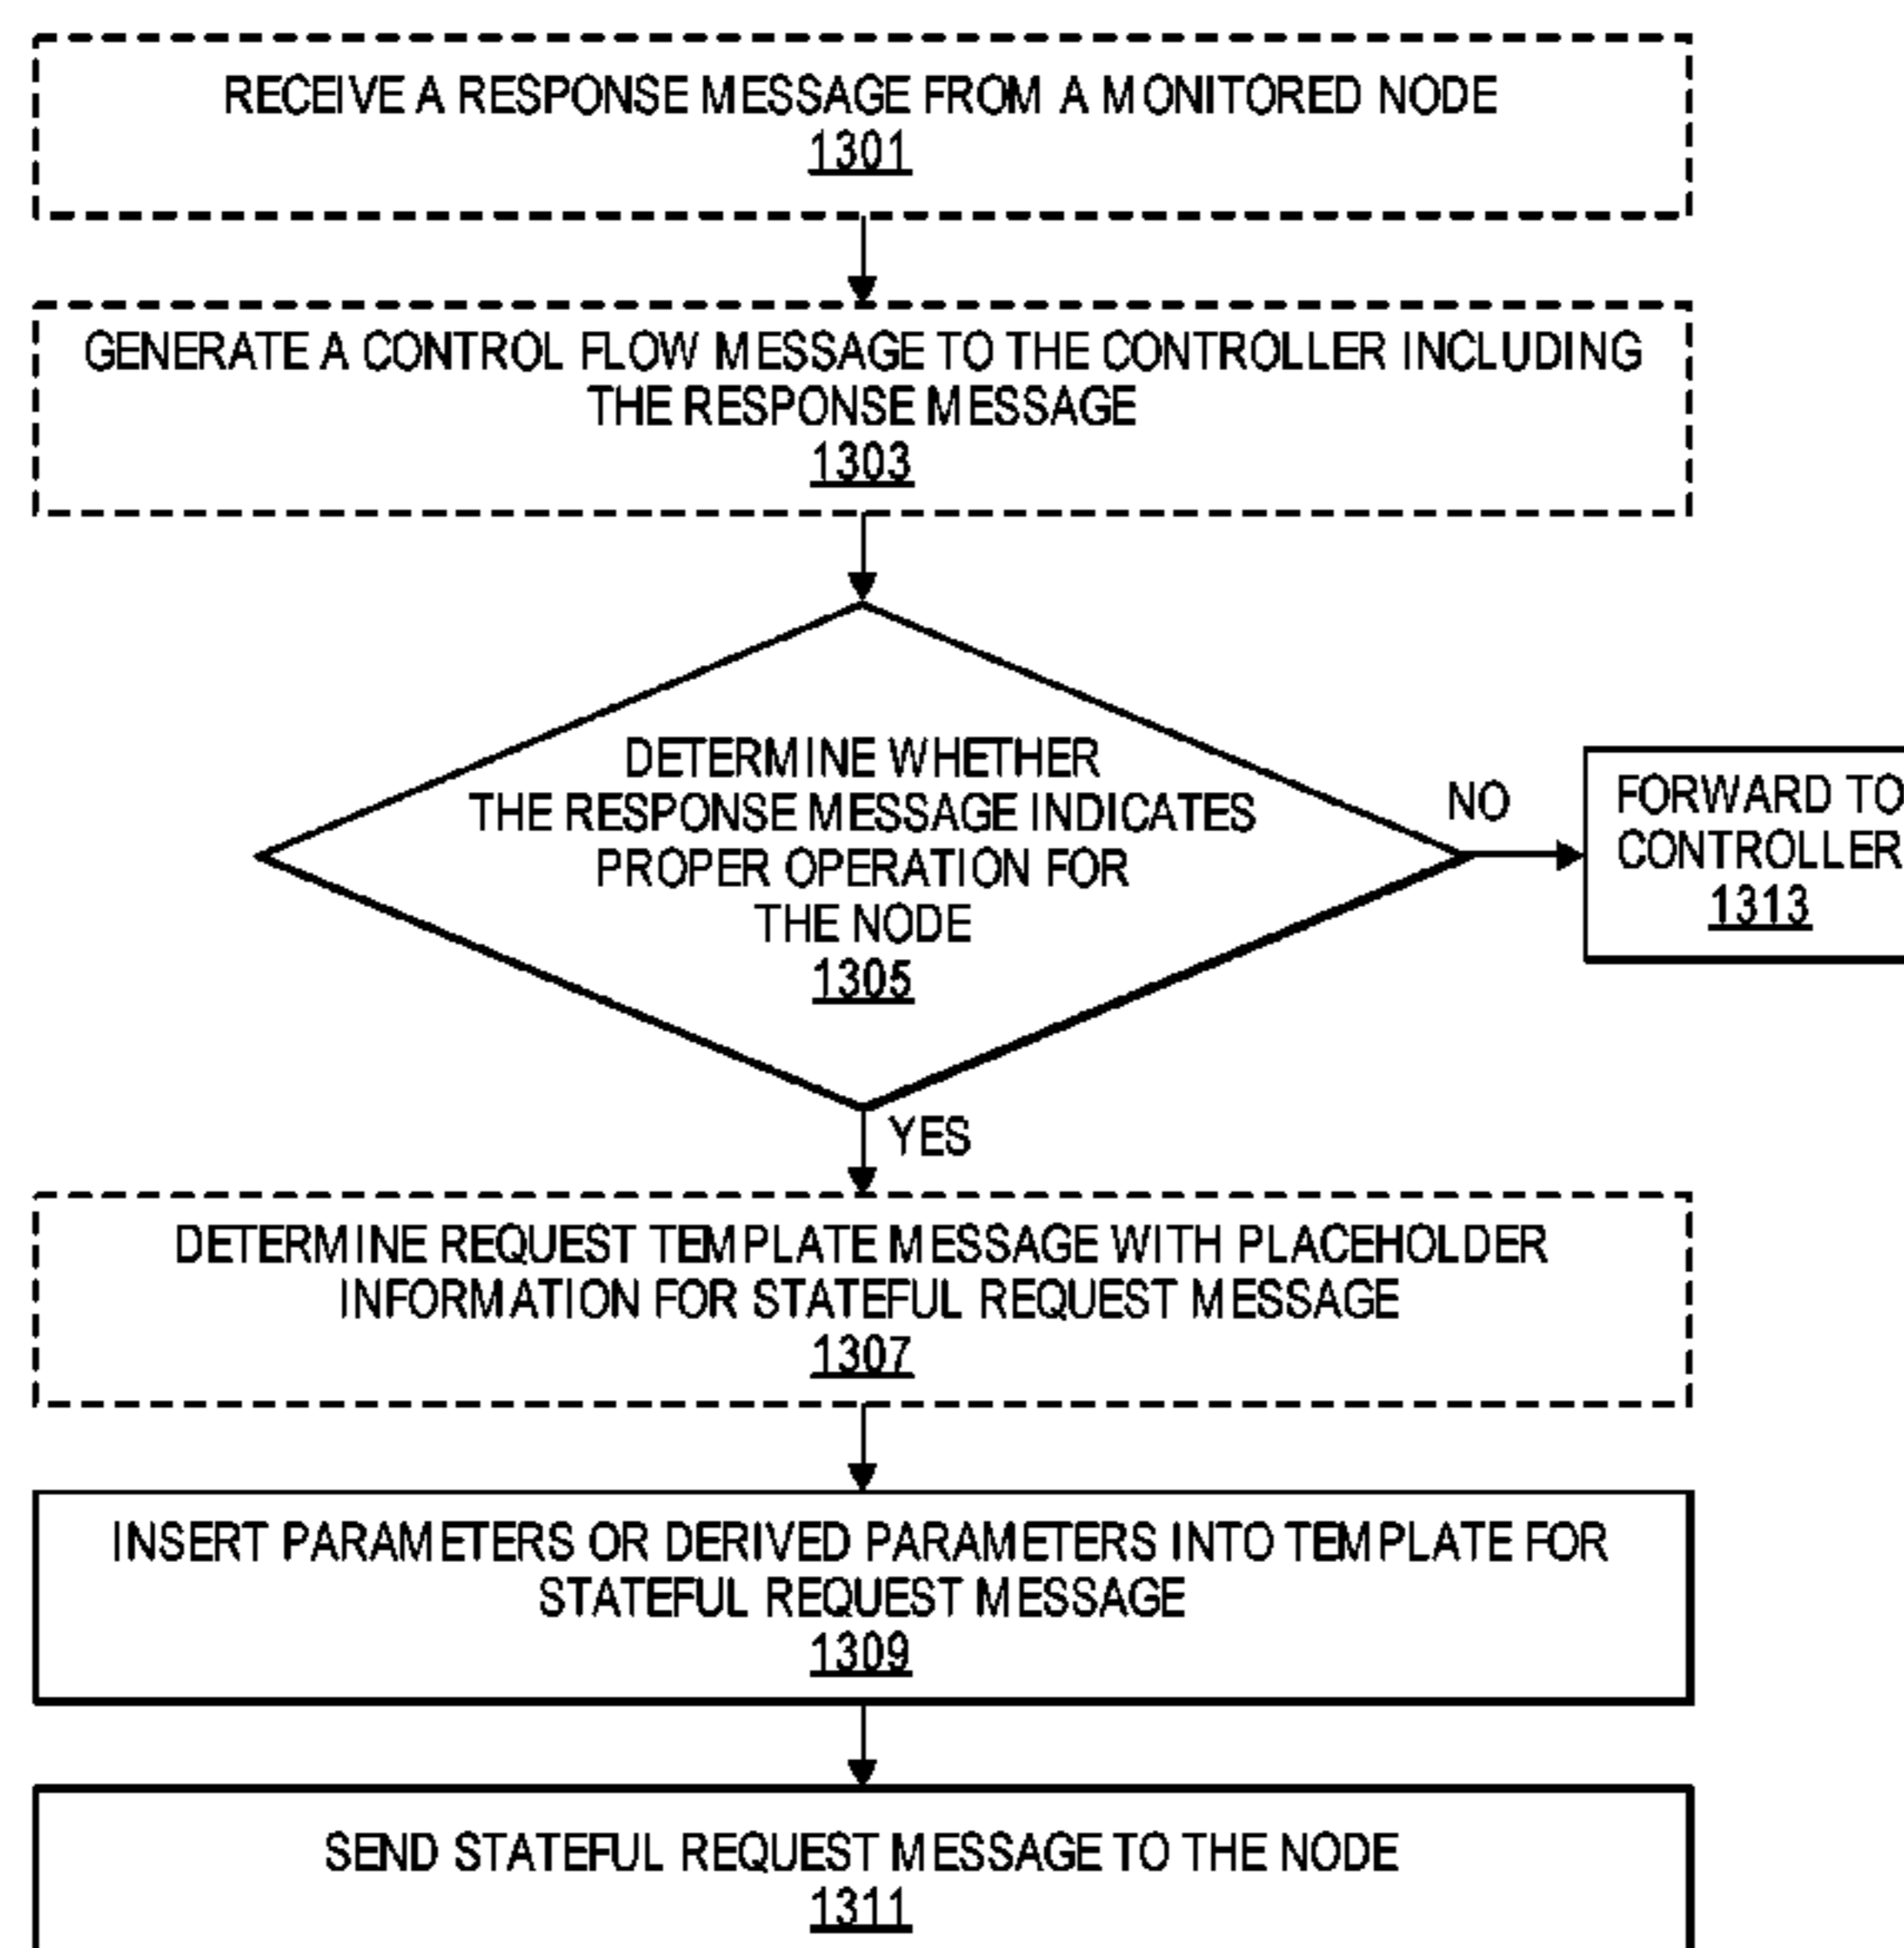 RECEIVE A RESPONSE MESSAGE FROM A MONITORED NODE
1301
GENERATE A CONTROL FLOW MESSAGE TO THE CONTROLLER INCLUDING
THE RESPONSE MESSAGE
1303
DETERMINE WHETHER
THE RESPONSE MESSAGE INDICATES
PROPER OPERATION FOR
THE NODE
1305
NO
FORWARD TO
CONTROLLER
1313
YES
DETERMINE REQUEST TEMPLATE MESSAGE WITH PLACEHOLDER
INFORMATION FOR STATEFUL REQUEST MESSAGE
1307
INSERT PARAMETERS OR DERIVED PARAMETERS INTO TEMPLATE FOR
STATEFUL REQUEST MESSAGE
1309
SEND STATEFUL REQUEST MESSAGE TO THE NODE
1311